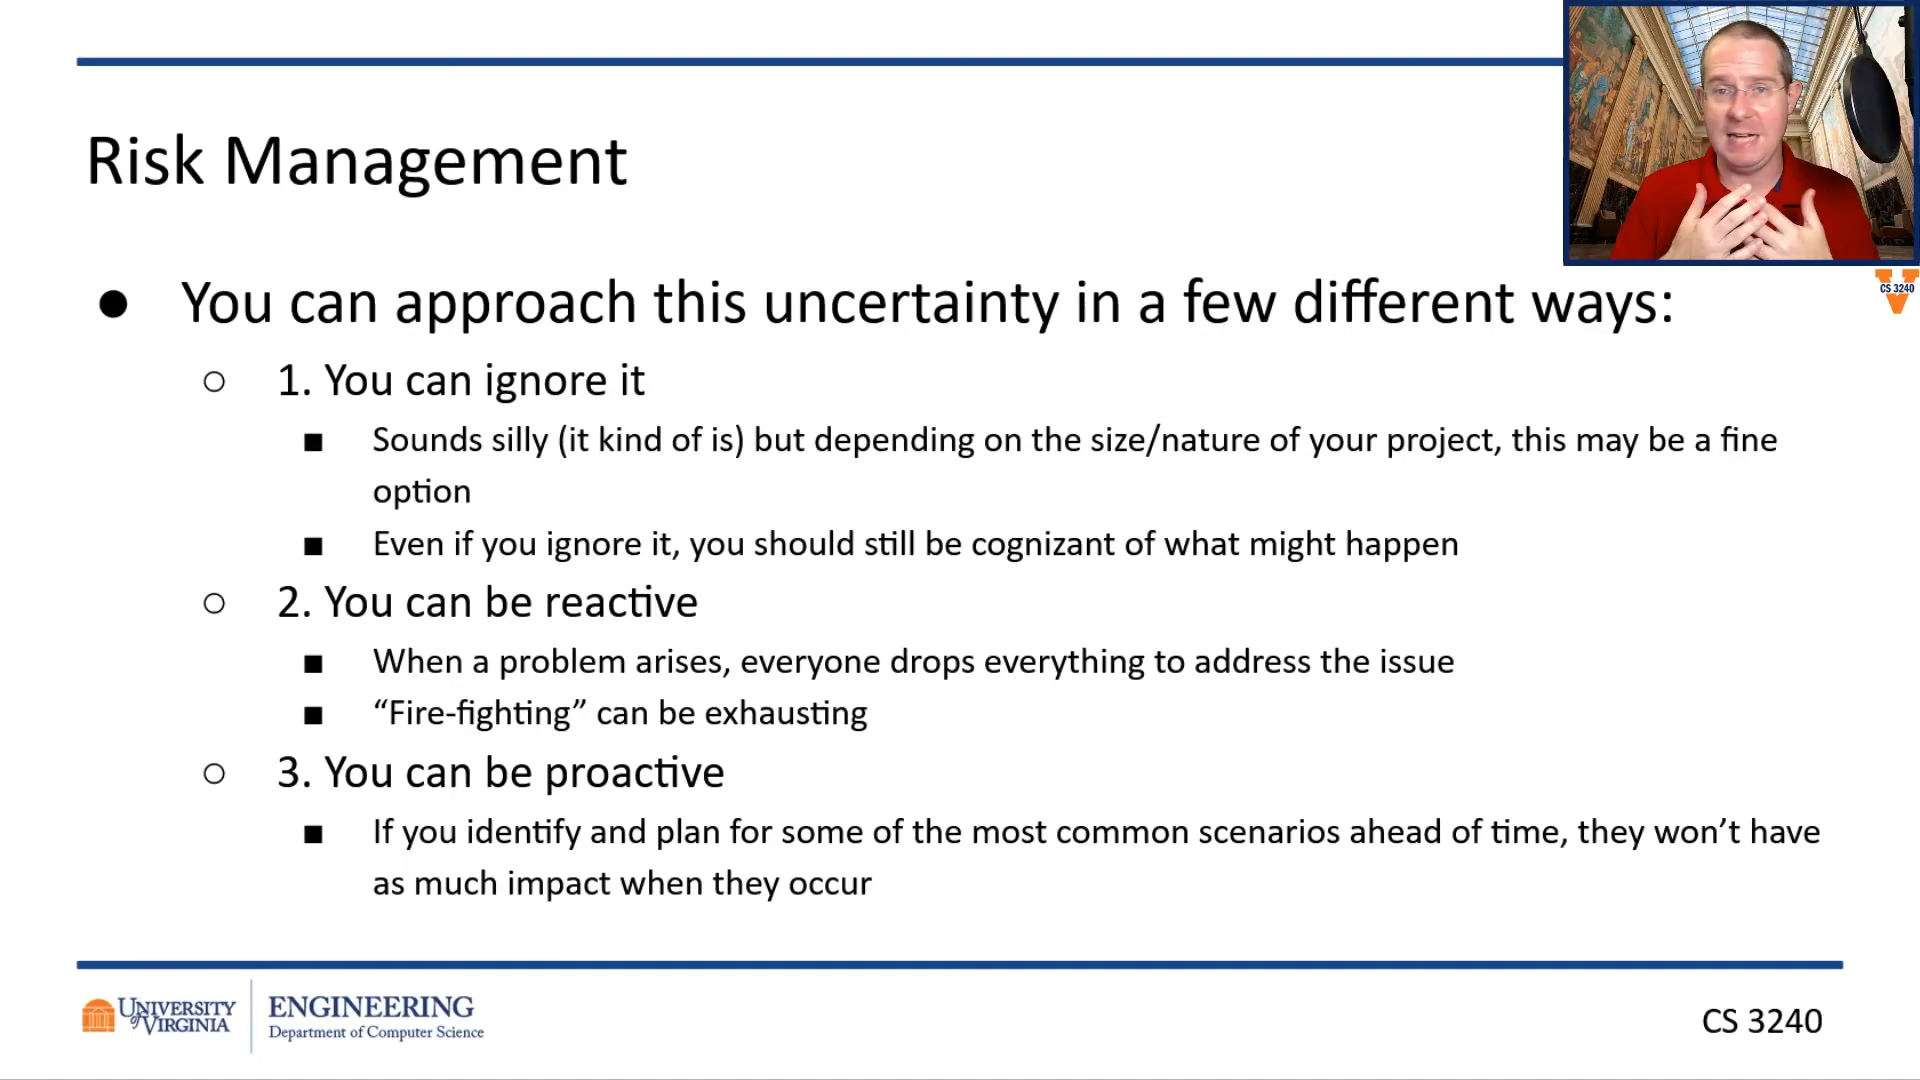 Risk Management
● You can approach this uncertainty in a few different ways:
○ 1. You can ignore it
■ Sounds silly (it kind of is) but depending on the size/nature of your project, this may be a fine
option
■ Even if you ignore it, you should still be cognizant of what might happen
○ 2. You can be reactive
■ When a problem arises, everyone drops everything to address the issue
■ “Fire-fighting” can be exhausting
○ 3. You can be proactive
■ If you identify and plan for some of the most common scenarios ahead of time, they won’t have
as much impact when they occur
CS 3240
UNIVERSITY
of VIRGINIA
ENGINEERING
Department of Computer Science
CS 3240